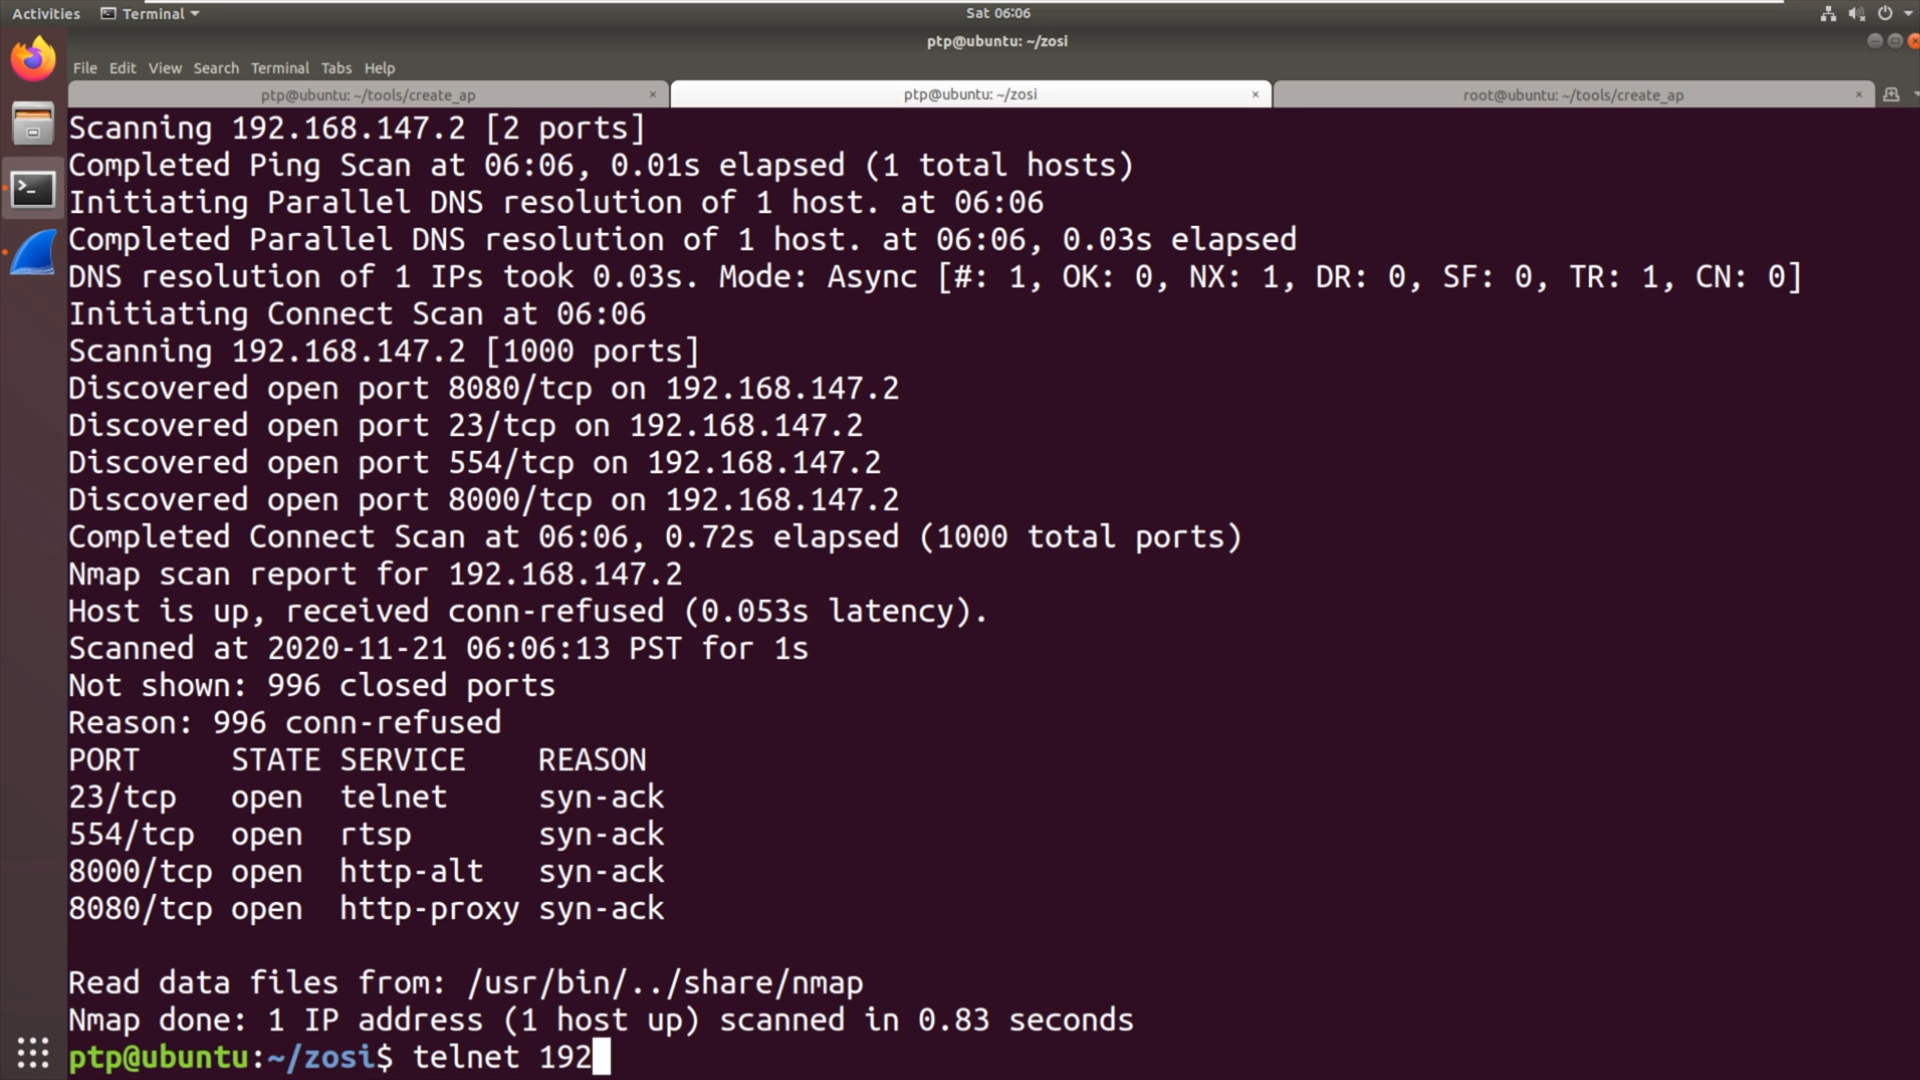 Activities Terminal Sat 06:06
ptp@ubuntu: ~/zosi
File Edit View Search Terminal Tabs Help
ptp@ubuntu: ~/tools/create_ap × ptp@ubuntu: ~/zosi × root@ubuntu: ~/tools/create_ap ×
Scanning 192.168.147.2 [2 ports]
Completed Ping Scan at 06:06, 0.01s elapsed (1 total hosts)
Initiating Parallel DNS resolution of 1 host. at 06:06
Completed Parallel DNS resolution of 1 host. at 06:06, 0.03s elapsed
DNS resolution of 1 IPs took 0.03s. Mode: Async [#: 1, OK: 0, NX: 1, DR: 0, SF: 0, TR: 1, CN: 0]
Initiating Connect Scan at 06:06
Scanning 192.168.147.2 [1000 ports]
Discovered open port 8080/tcp on 192.168.147.2
Discovered open port 23/tcp on 192.168.147.2
Discovered open port 554/tcp on 192.168.147.2
Discovered open port 8000/tcp on 192.168.147.2
Completed Connect Scan at 06:06, 0.72s elapsed (1000 total ports)
Nmap scan report for 192.168.147.2
Host is up, received conn-refused (0.053s latency).
Scanned at 2020-11-21 06:06:13 PST for 1s
Not shown: 996 closed ports
Reason: 996 conn-refused
PORT     STATE SERVICE    REASON
23/tcp   open  telnet     syn-ack
554/tcp  open  rtsp       syn-ack
8000/tcp open  http-alt   syn-ack
8080/tcp open  http-proxy syn-ack
Read data files from: /usr/bin/../share/nmap
Nmap done: 1 IP address (1 host up) scanned in 0.83 seconds
ptp@ubuntu:~/zosi$ telnet 192